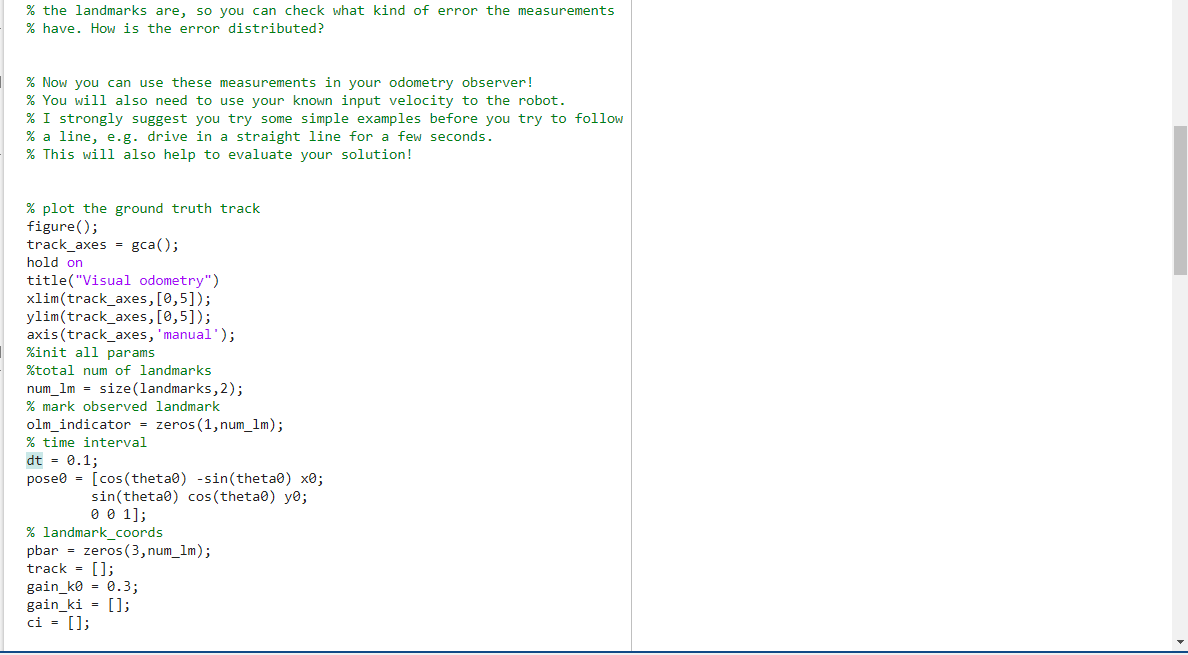 % the landmarks are, so you can check what kind of error the measurements
% have. How is the error distributed?
% Now you can use these measurements in your odometry observer!
% You will also need to use your known input velocity to the robot.
% I strongly suggest you try some simple examples before you try to follow
% a line, e.g. drive in a straight line for a few seconds.
% This will also help to evaluate your solution!
% plot the ground truth track
figure();
track_axes = gca();
hold on
title("Visual odometry")
xlim(track_axes,[0,5]);
ylim(track_axes,[0,5]);
axis(track_axes,'manual');
%init all params
%total num of landmarks
num_lm = size(landmarks,2);
% mark observed landmark
olm_indicator = zeros(1,num_lm);
% time interval
dt = 0.1;
pose0 = [cos(theta0) -sin(theta0) x0;
sin(theta0) cos(theta0) y0;
0 0 1];
% landmark_coords
pbar = zeros(3,num_lm);
track = [];
gain_k0 = 0.3;
gain_ki = [];
ci = [];